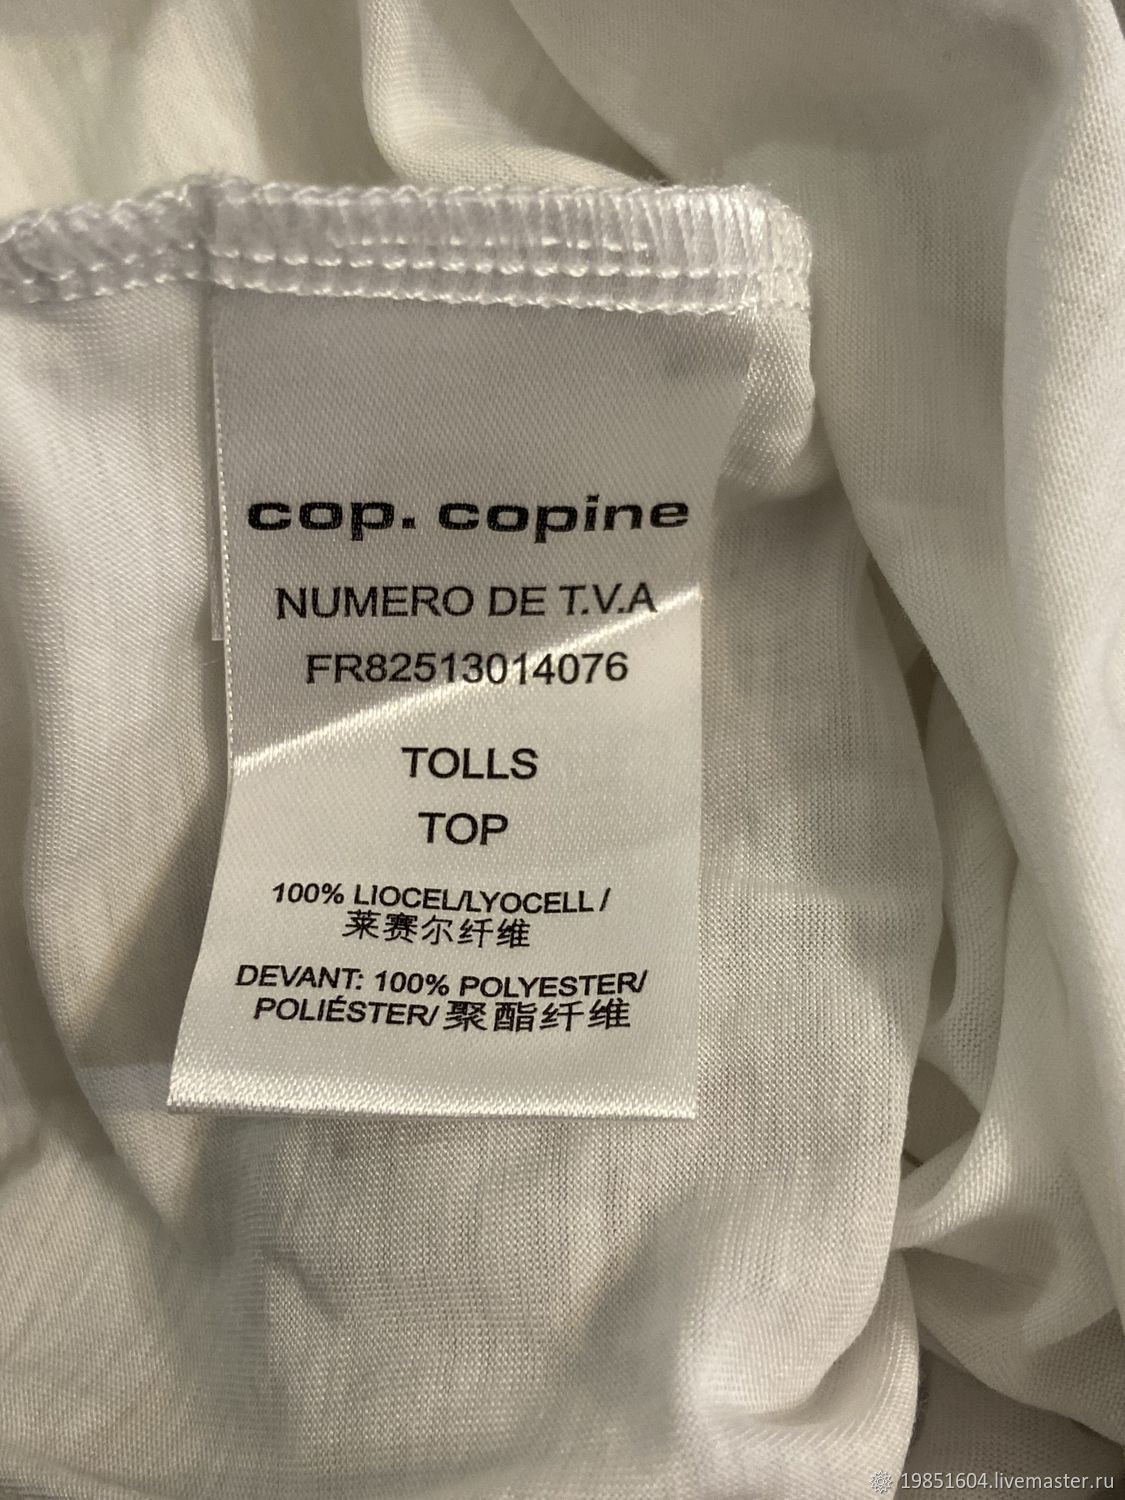 cop. copine
NUMERO DE T.V.A
FR82513014076
TOLLS
TOP
100% LIOCEL/LYOCELL /
莱赛尔纤维
DEVANT: 100% POLYESTER/
POLIÉSTER/ 聚酯纤维
19851604.livemaster.ru